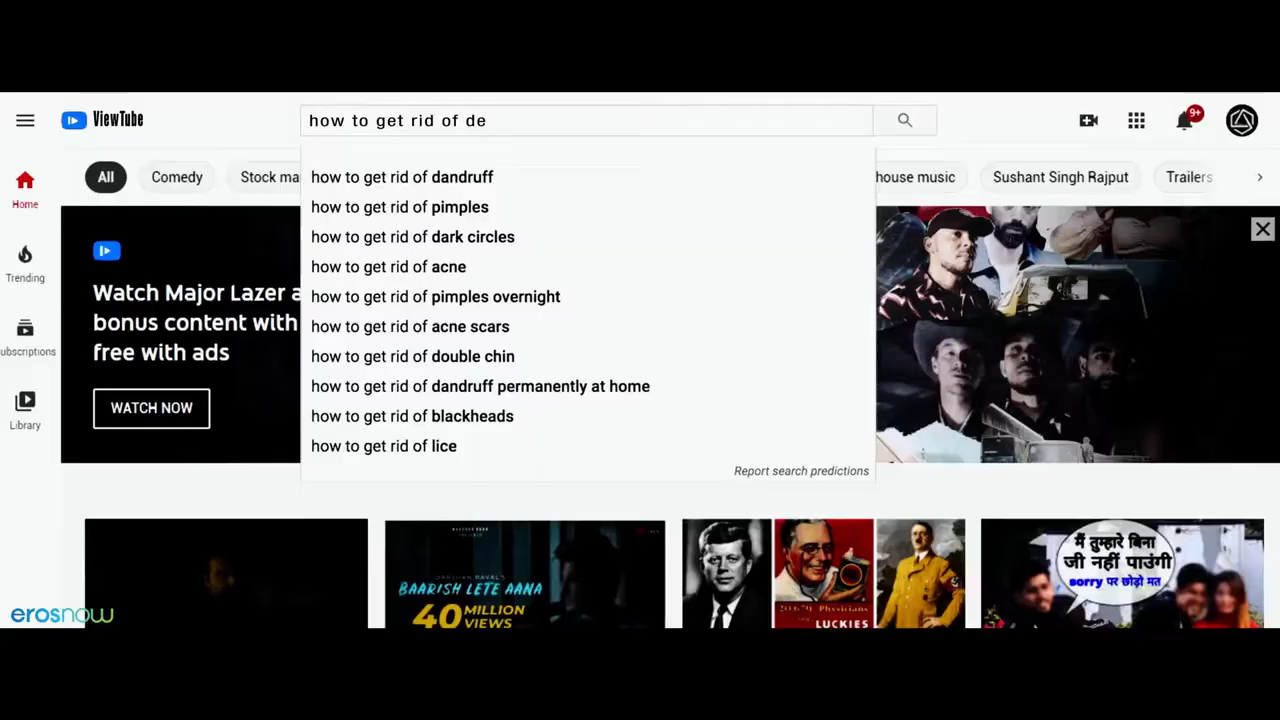 ViewTube
how to get rid of de
9+
All
Comedy
Stock ma
house music
Sushant Singh Rajput
Trailers
how to get rid of dandruff
how to get rid of pimples
how to get rid of dark circles
how to get rid of acne
how to get rid of pimples overnight
how to get rid of acne scars
how to get rid of double chin
how to get rid of dandruff permanently at home
how to get rid of blackheads
how to get rid of lice
Report search predictions
Home
Trending
ubscriptions
Library
Watch Major Lazer a
bonus content with
free with ads
WATCH NOW
DARSHAN RAVAL'S
BAARISH LETE AANA
40 MILLION
VIEWS
20,679 Physicians
LUCKIES
मैं तुम्हारे बिना
जी नहीं पाउंगी
sorry पर छोड़ो मत
erosnow